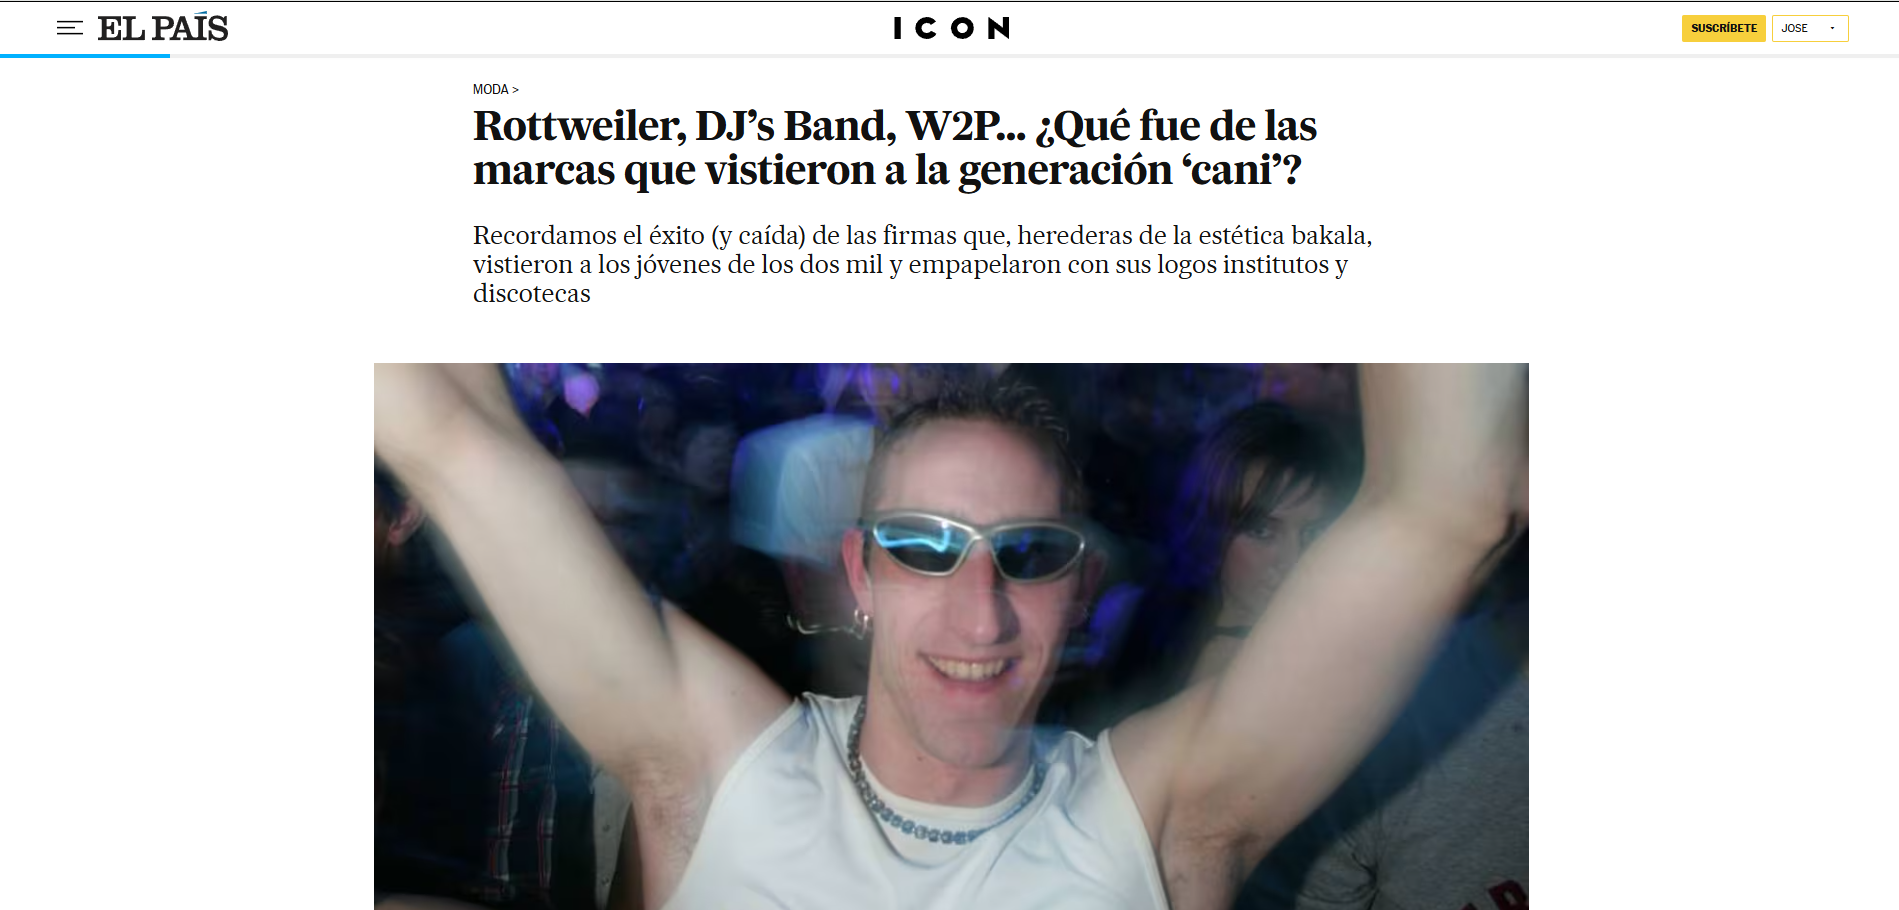 EL PAÍS
ICON
SUSCRÍBETE
JOSE
MODA >
Rottweiler, DJ’s Band, W2P... ¿Qué fue de las
marcas que vistieron a la generación ‘cani’?
Recordamos el éxito (y caída) de las firmas que, herederas de la estética bakala,
vistieron a los jóvenes de los dos mil y empapelaron con sus logos institutos y
discotecas